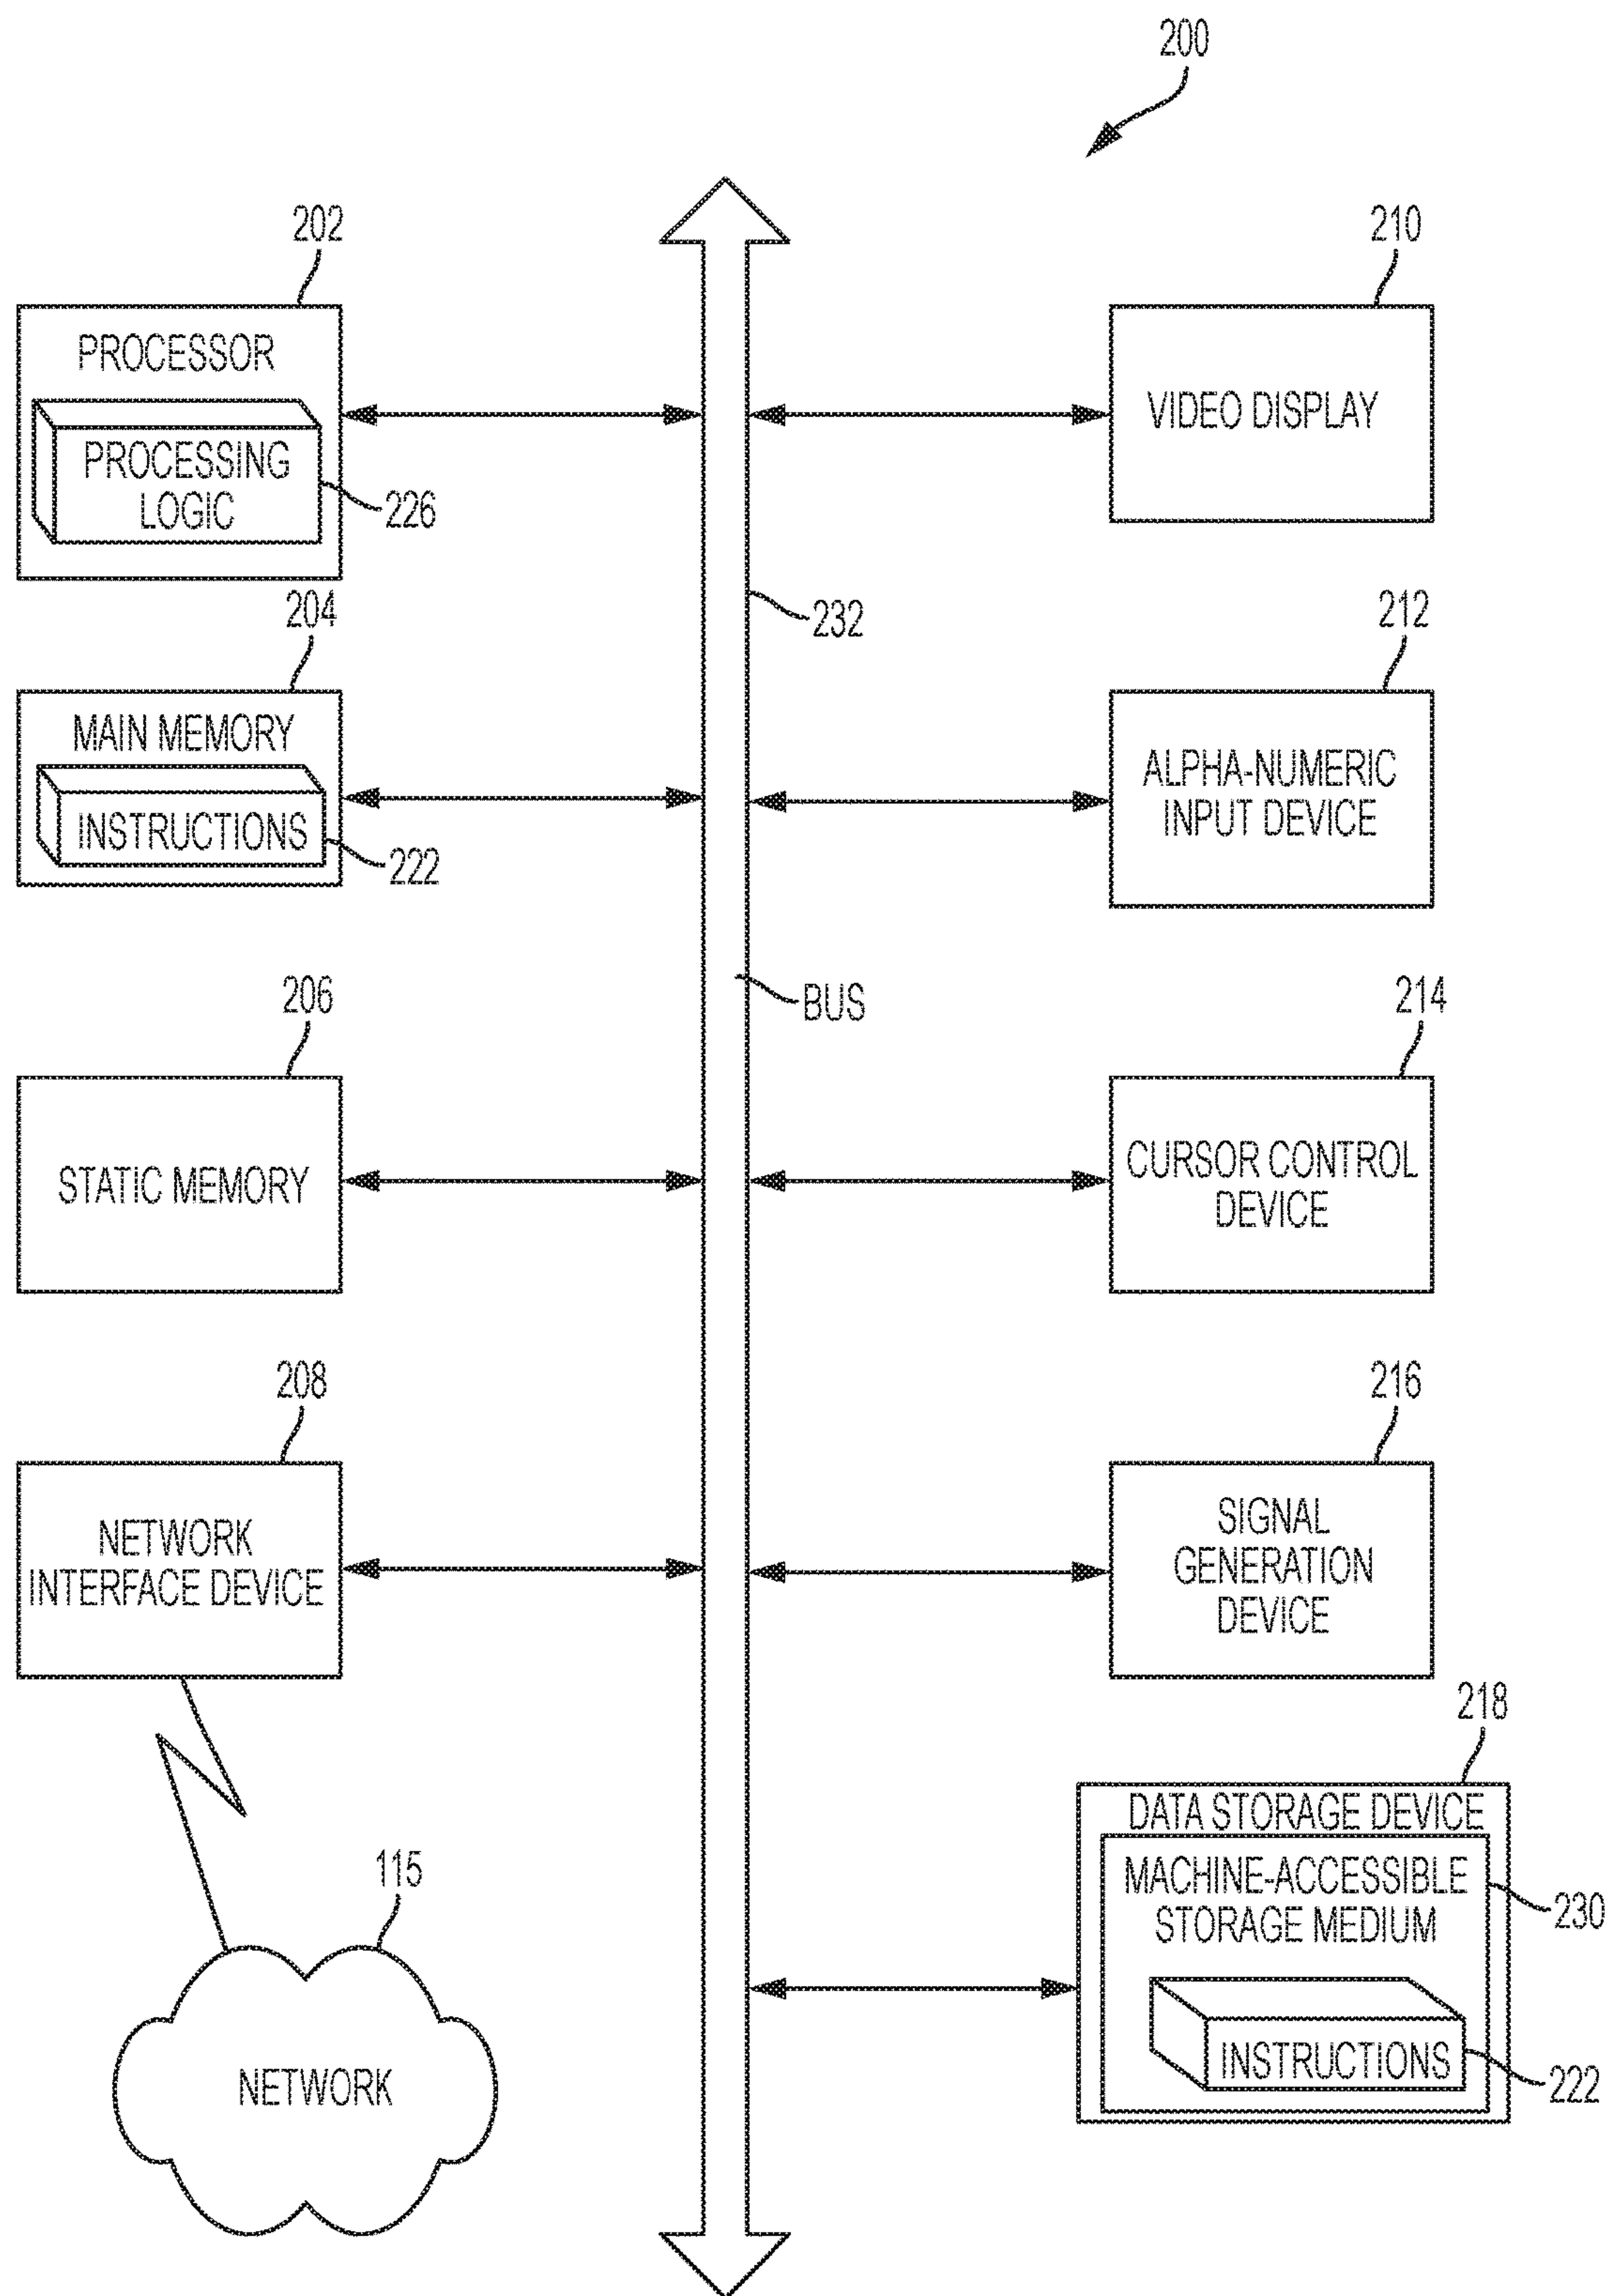 200
202
PROCESSOR
PROCESSING
LOGIC
226
210
VIDEO DISPLAY
232
204
MAIN MEMORY
INSTRUCTIONS
222
212
ALPHA-NUMERIC
INPUT DEVICE
BUS
206
STATIC MEMORY
214
CURSOR CONTROL
DEVICE
208
NETWORK
INTERFACE DEVICE
216
SIGNAL
GENERATION
DEVICE
115
NETWORK
218
DATA STORAGE DEVICE
MACHINE-ACCESSIBLE
STORAGE MEDIUM
230
INSTRUCTIONS
222